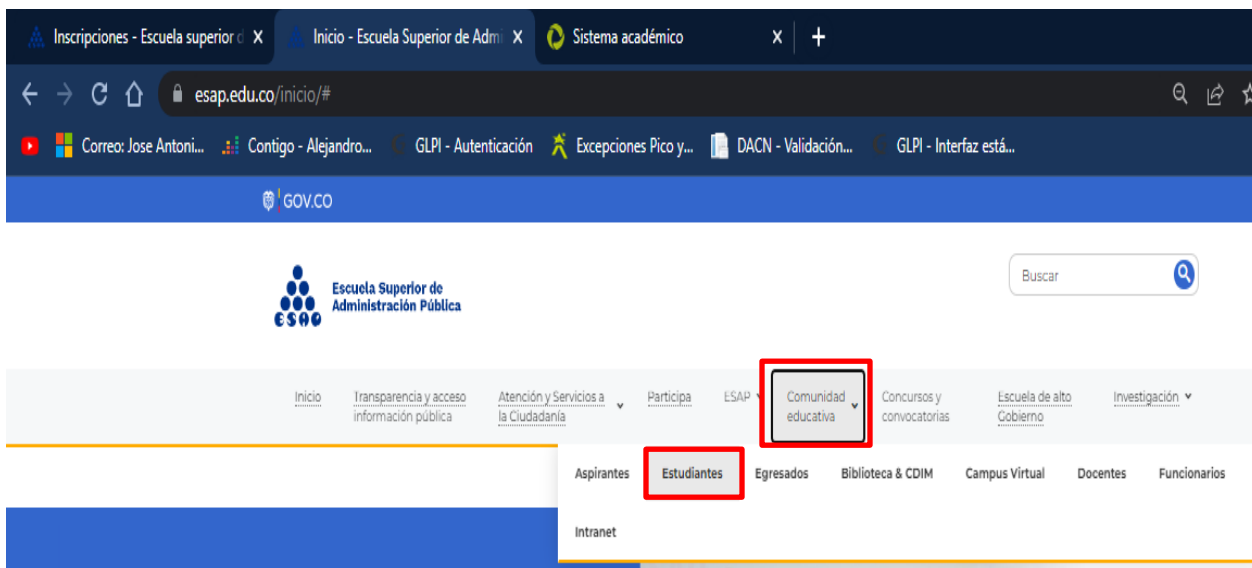 Inscripciones - Escuela superior d
Inicio - Escuela Superior de Admi
Sistema académico
esap.edu.co/inicio/#
Correo: Jose Antoni...
Contigo - Alejandro...
GLPI - Autenticación
Excepciones Pico y...
DACN - Validación...
GLPI - Interfaz está...
GOV.CO
Escuela Superior de
Administración Pública
esap
Buscar
Inicio
Transparencia y acceso
información pública
Atención y Servicios a
la Ciudadanía
Participa
ESAP
Comunidad
educativa
Concursos y
convocatorias
Escuela de alto
Gobierno
Investigación
Aspirantes
Estudiantes
Egresados
Biblioteca & CDIM
Campus Virtual
Docentes
Funcionarios
Intranet